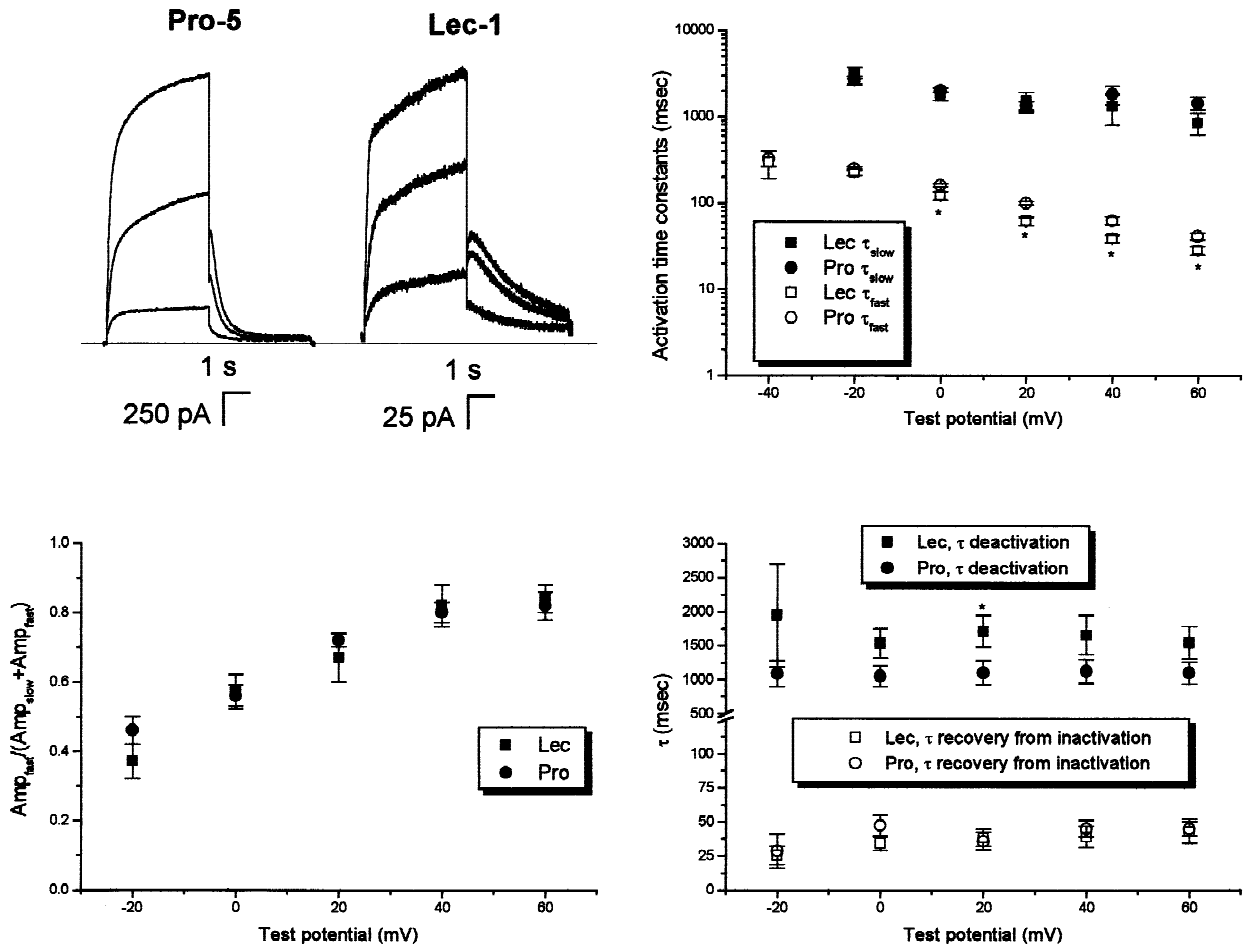 Pro-5
Lec-1
1 s
250 pA
1 s
25 pA
Activation time constants (msec)
10000
1000
100
10
1
* * * *
Lec τslow
Pro τslow
Lec τfast
Pro τfast
-40 -20 0 20 40 60
Test potential (mV)
Ampfast/(Ampslow+Ampfast)
1.0
0.8
0.6
0.4
0.2
0.0
Lec
Pro
-20 0 20 40 60
Test potential (mV)
τ (msec)
3000
2500
2000
1500
1000
500
100
75
50
25
0
Lec, τ deactivation
Pro, τ deactivation
*
Lec, τ recovery from inactivation
Pro, τ recovery from inactivation
-20 0 20 40 60
Test potential (mV)